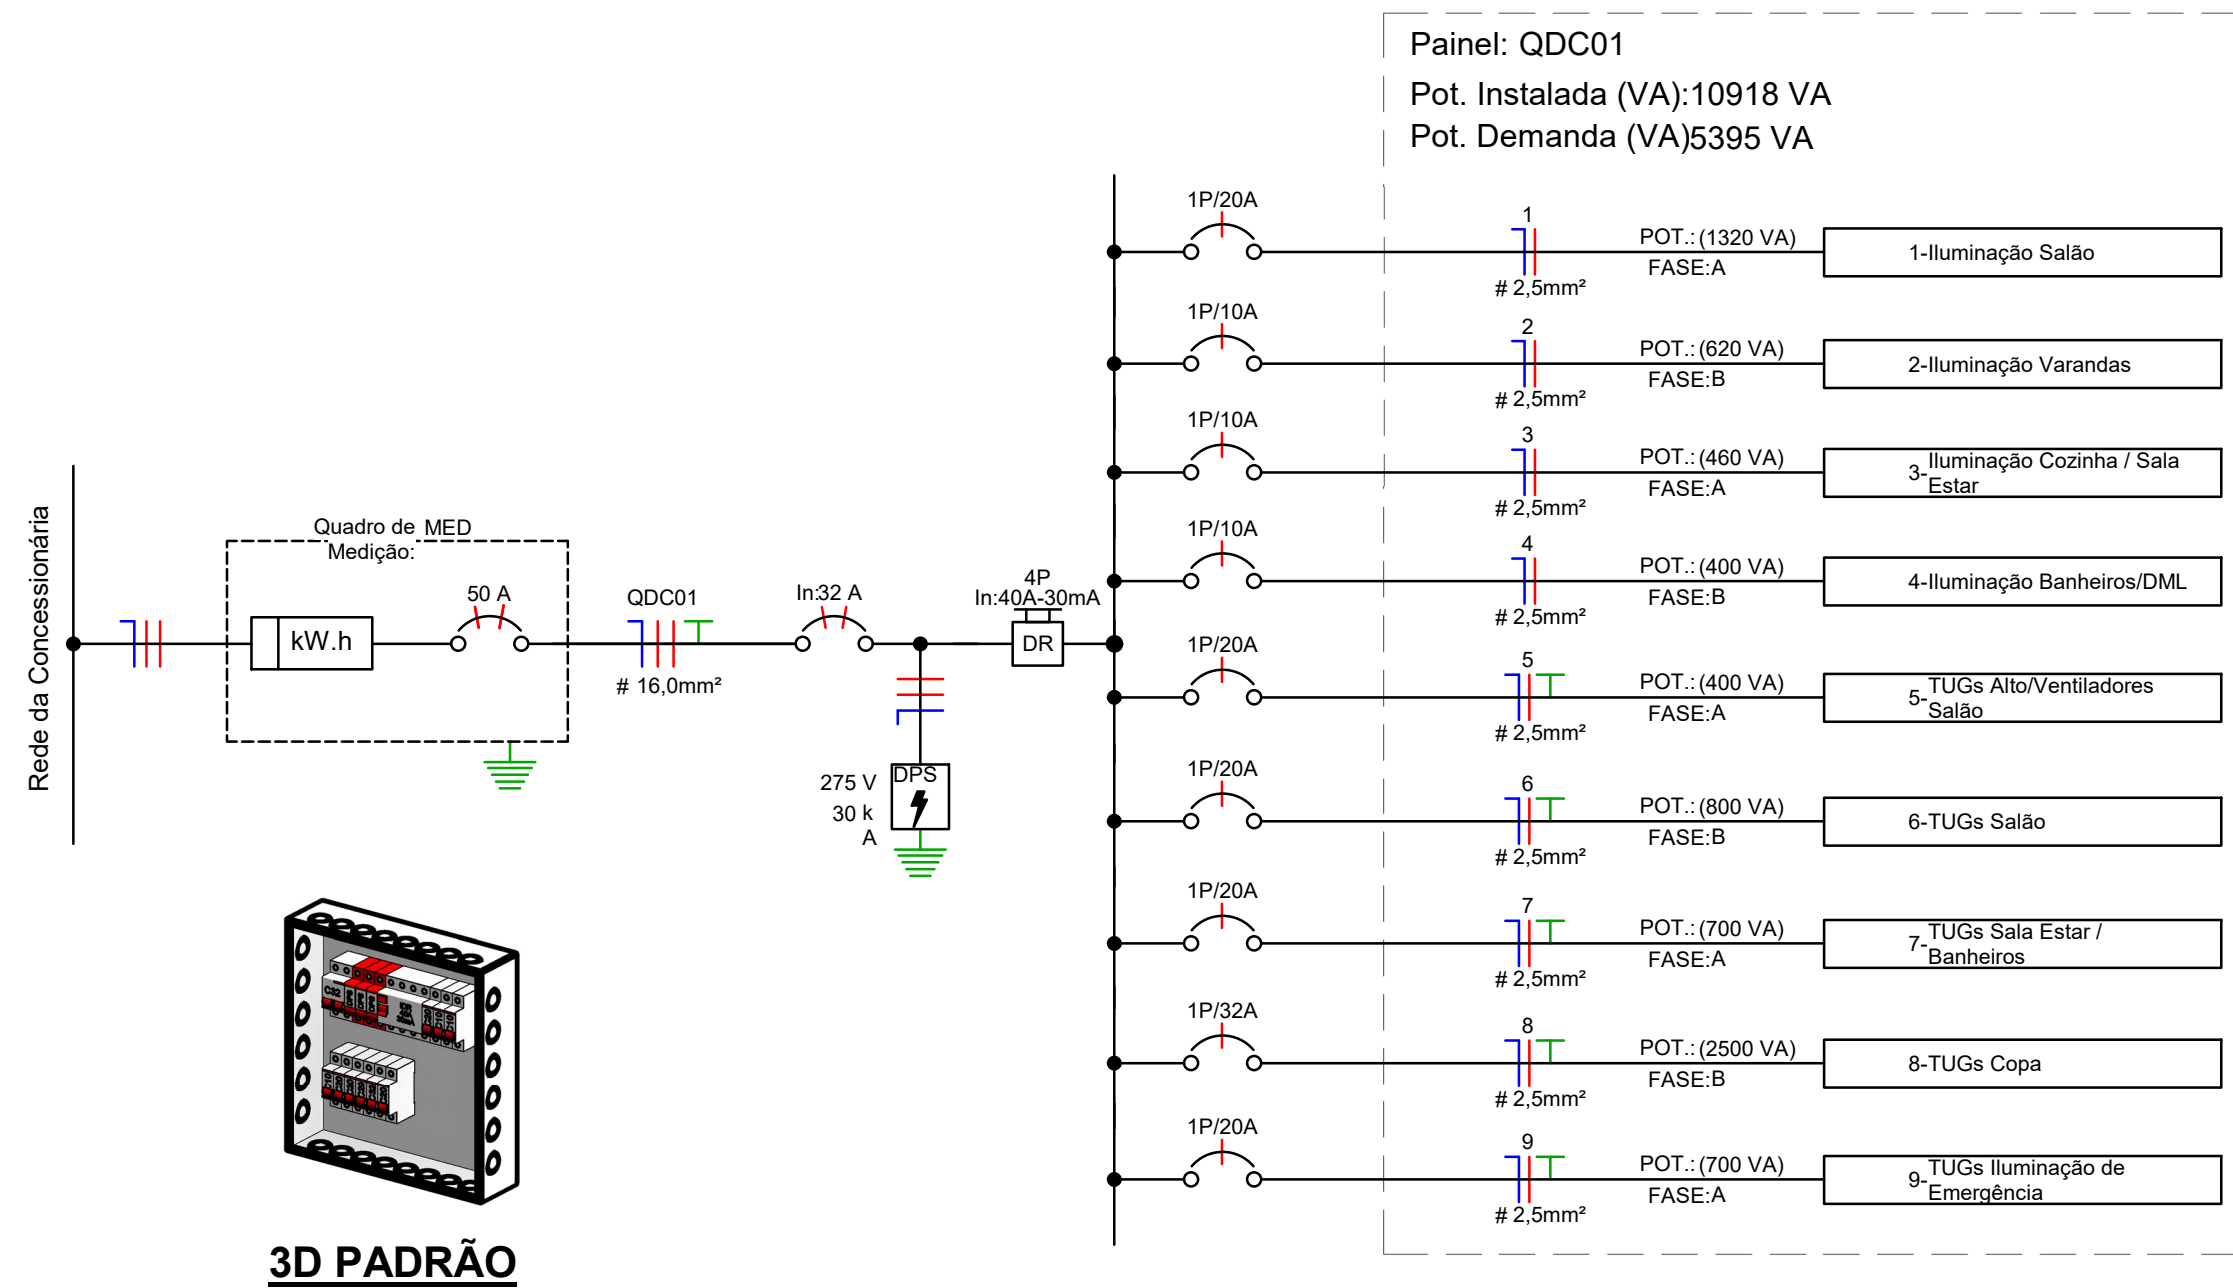 Painel: QDC01
Pot. Instalada (VA):10918 VA
Pot. Demanda (VA)5395 VA
Rede da Concessionária
Quadro de MED
Medição:
kW.h
50 A
QDC01
# 16,0mm²
In:32 A
275 V
30 k
A
DPS
4P
In:40A-30mA
DR
1P/20A
1
# 2,5mm²
POT.: (1320 VA)
FASE:A
1-Iluminação Salão
1P/10A
2
# 2,5mm²
POT.: (620 VA)
FASE:B
2-Iluminação Varandas
1P/10A
3
# 2,5mm²
POT.: (460 VA)
FASE:A
3-Iluminação Cozinha / Sala
Estar
1P/10A
4
# 2,5mm²
POT.: (400 VA)
FASE:B
4-Iluminação Banheiros/DML
1P/20A
5
# 2,5mm²
POT.: (400 VA)
FASE:A
5-TUGs Alto/Ventiladores
Salão
1P/20A
6
# 2,5mm²
POT.: (800 VA)
FASE:B
6-TUGs Salão
1P/20A
7
# 2,5mm²
POT.: (700 VA)
FASE:A
7-TUGs Sala Estar /
Banheiros
1P/32A
8
# 2,5mm²
POT.: (2500 VA)
FASE:B
8-TUGs Copa
1P/20A
9
# 2,5mm²
POT.: (700 VA)
FASE:A
9-TUGs Iluminação de
Emergência
C32
DPS
DPS
DPS
C20
C10
C10
3D PADRÃO